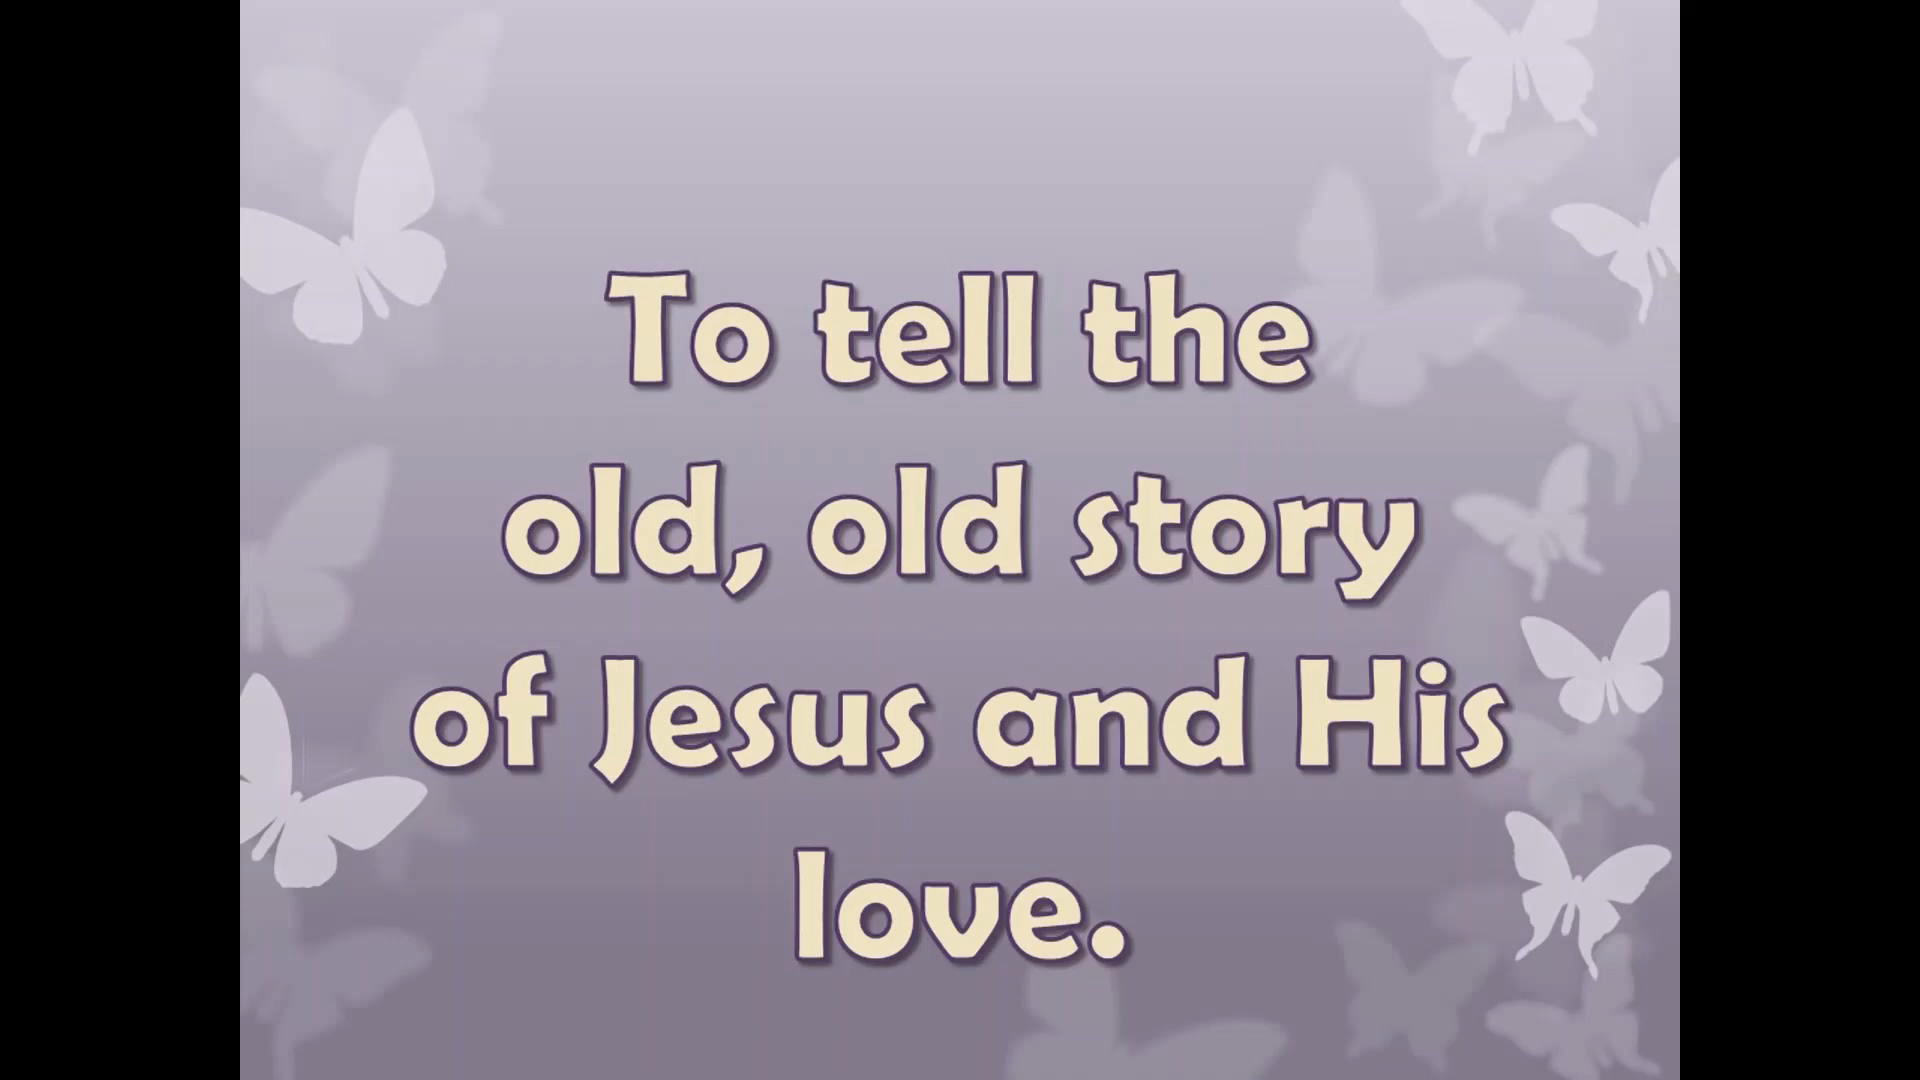 To tell the
old, old story
of Jesus and His
love.